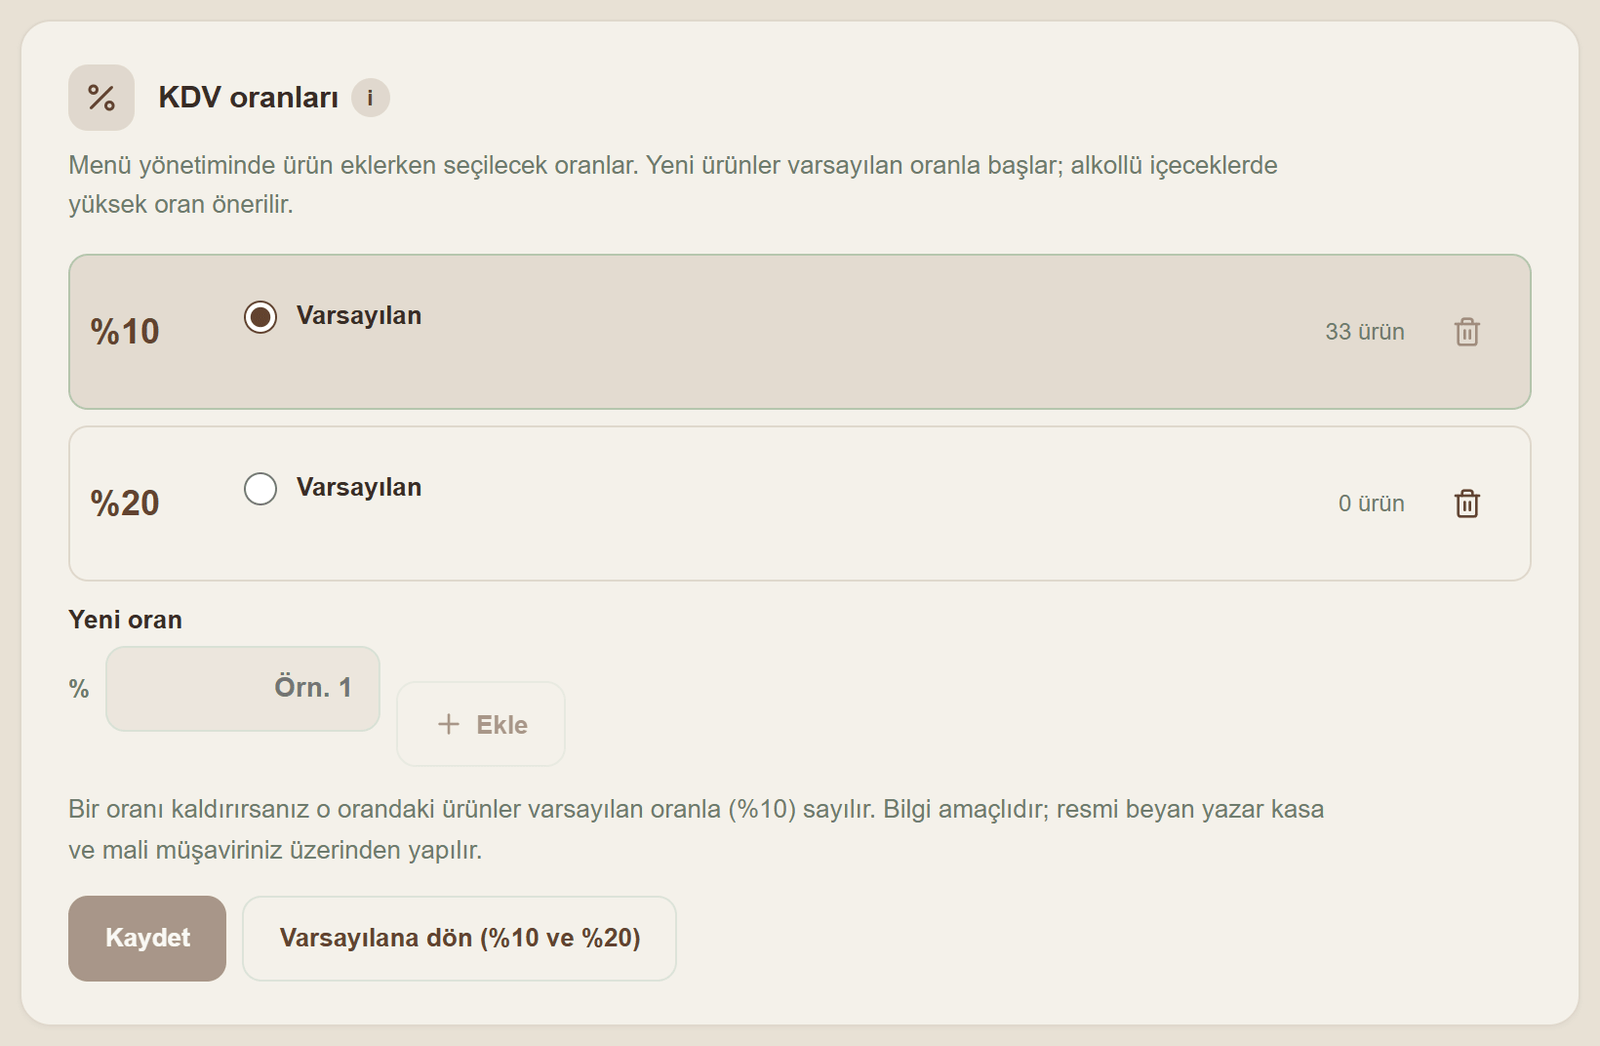 % KDV oranları i
Menü yönetiminde ürün eklerken seçilecek oranlar. Yeni ürünler varsayılan oranla başlar; alkollü içeceklerde
yüksek oran önerilir.
%10 Varsayılan 33 ürün
%20 Varsayılan 0 ürün
Yeni oran
% Örn. 1
+ Ekle
Bir oranı kaldırırsanız o orandaki ürünler varsayılan oranla (%10) sayılır. Bilgi amaçlıdır; resmi beyan yazar kasa
ve mali müşaviriniz üzerinden yapılır.
Kaydet Varsayılana dön (%10 ve %20)